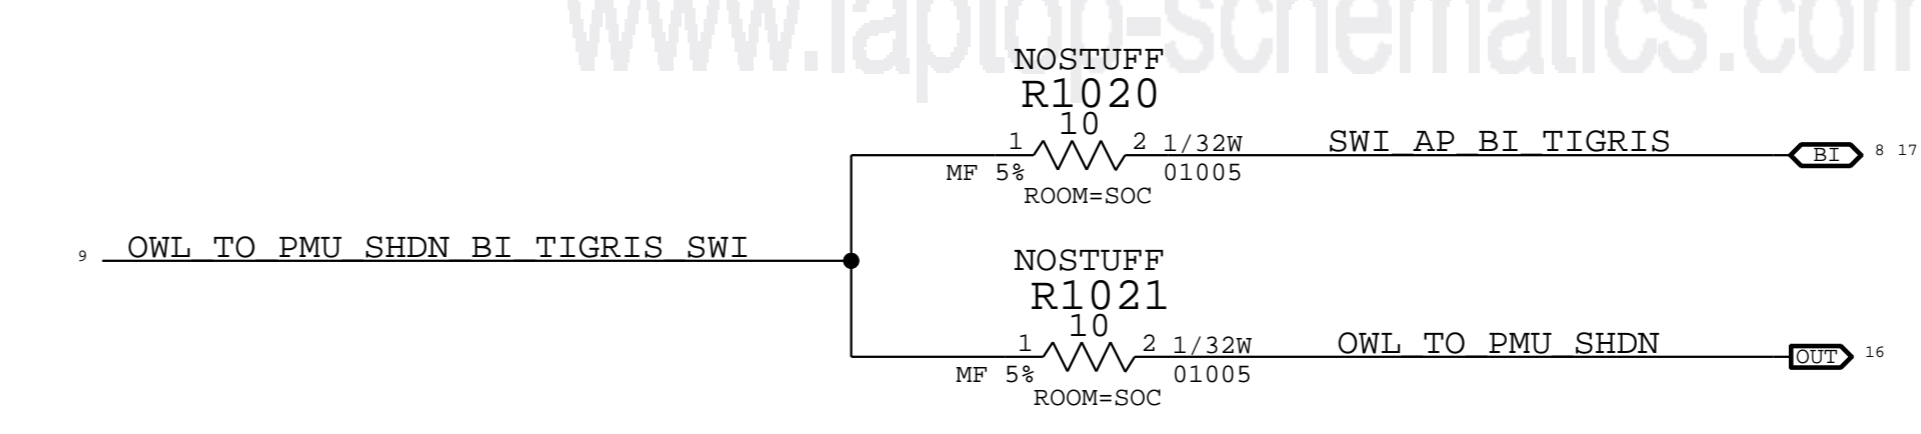 www.laptop-schematics.com
NOSTUFF
R1020
10
1 2 1/32W SWI_AP_BI_TIGRIS BI 8 17
MF 5% 01005
ROOM=SOC
9 OWL_TO_PMU_SHDN_BI_TIGRIS_SWI
NOSTUFF
R1021
10
1 2 1/32W OWL_TO_PMU_SHDN OUT 16
MF 5% 01005
ROOM=SOC